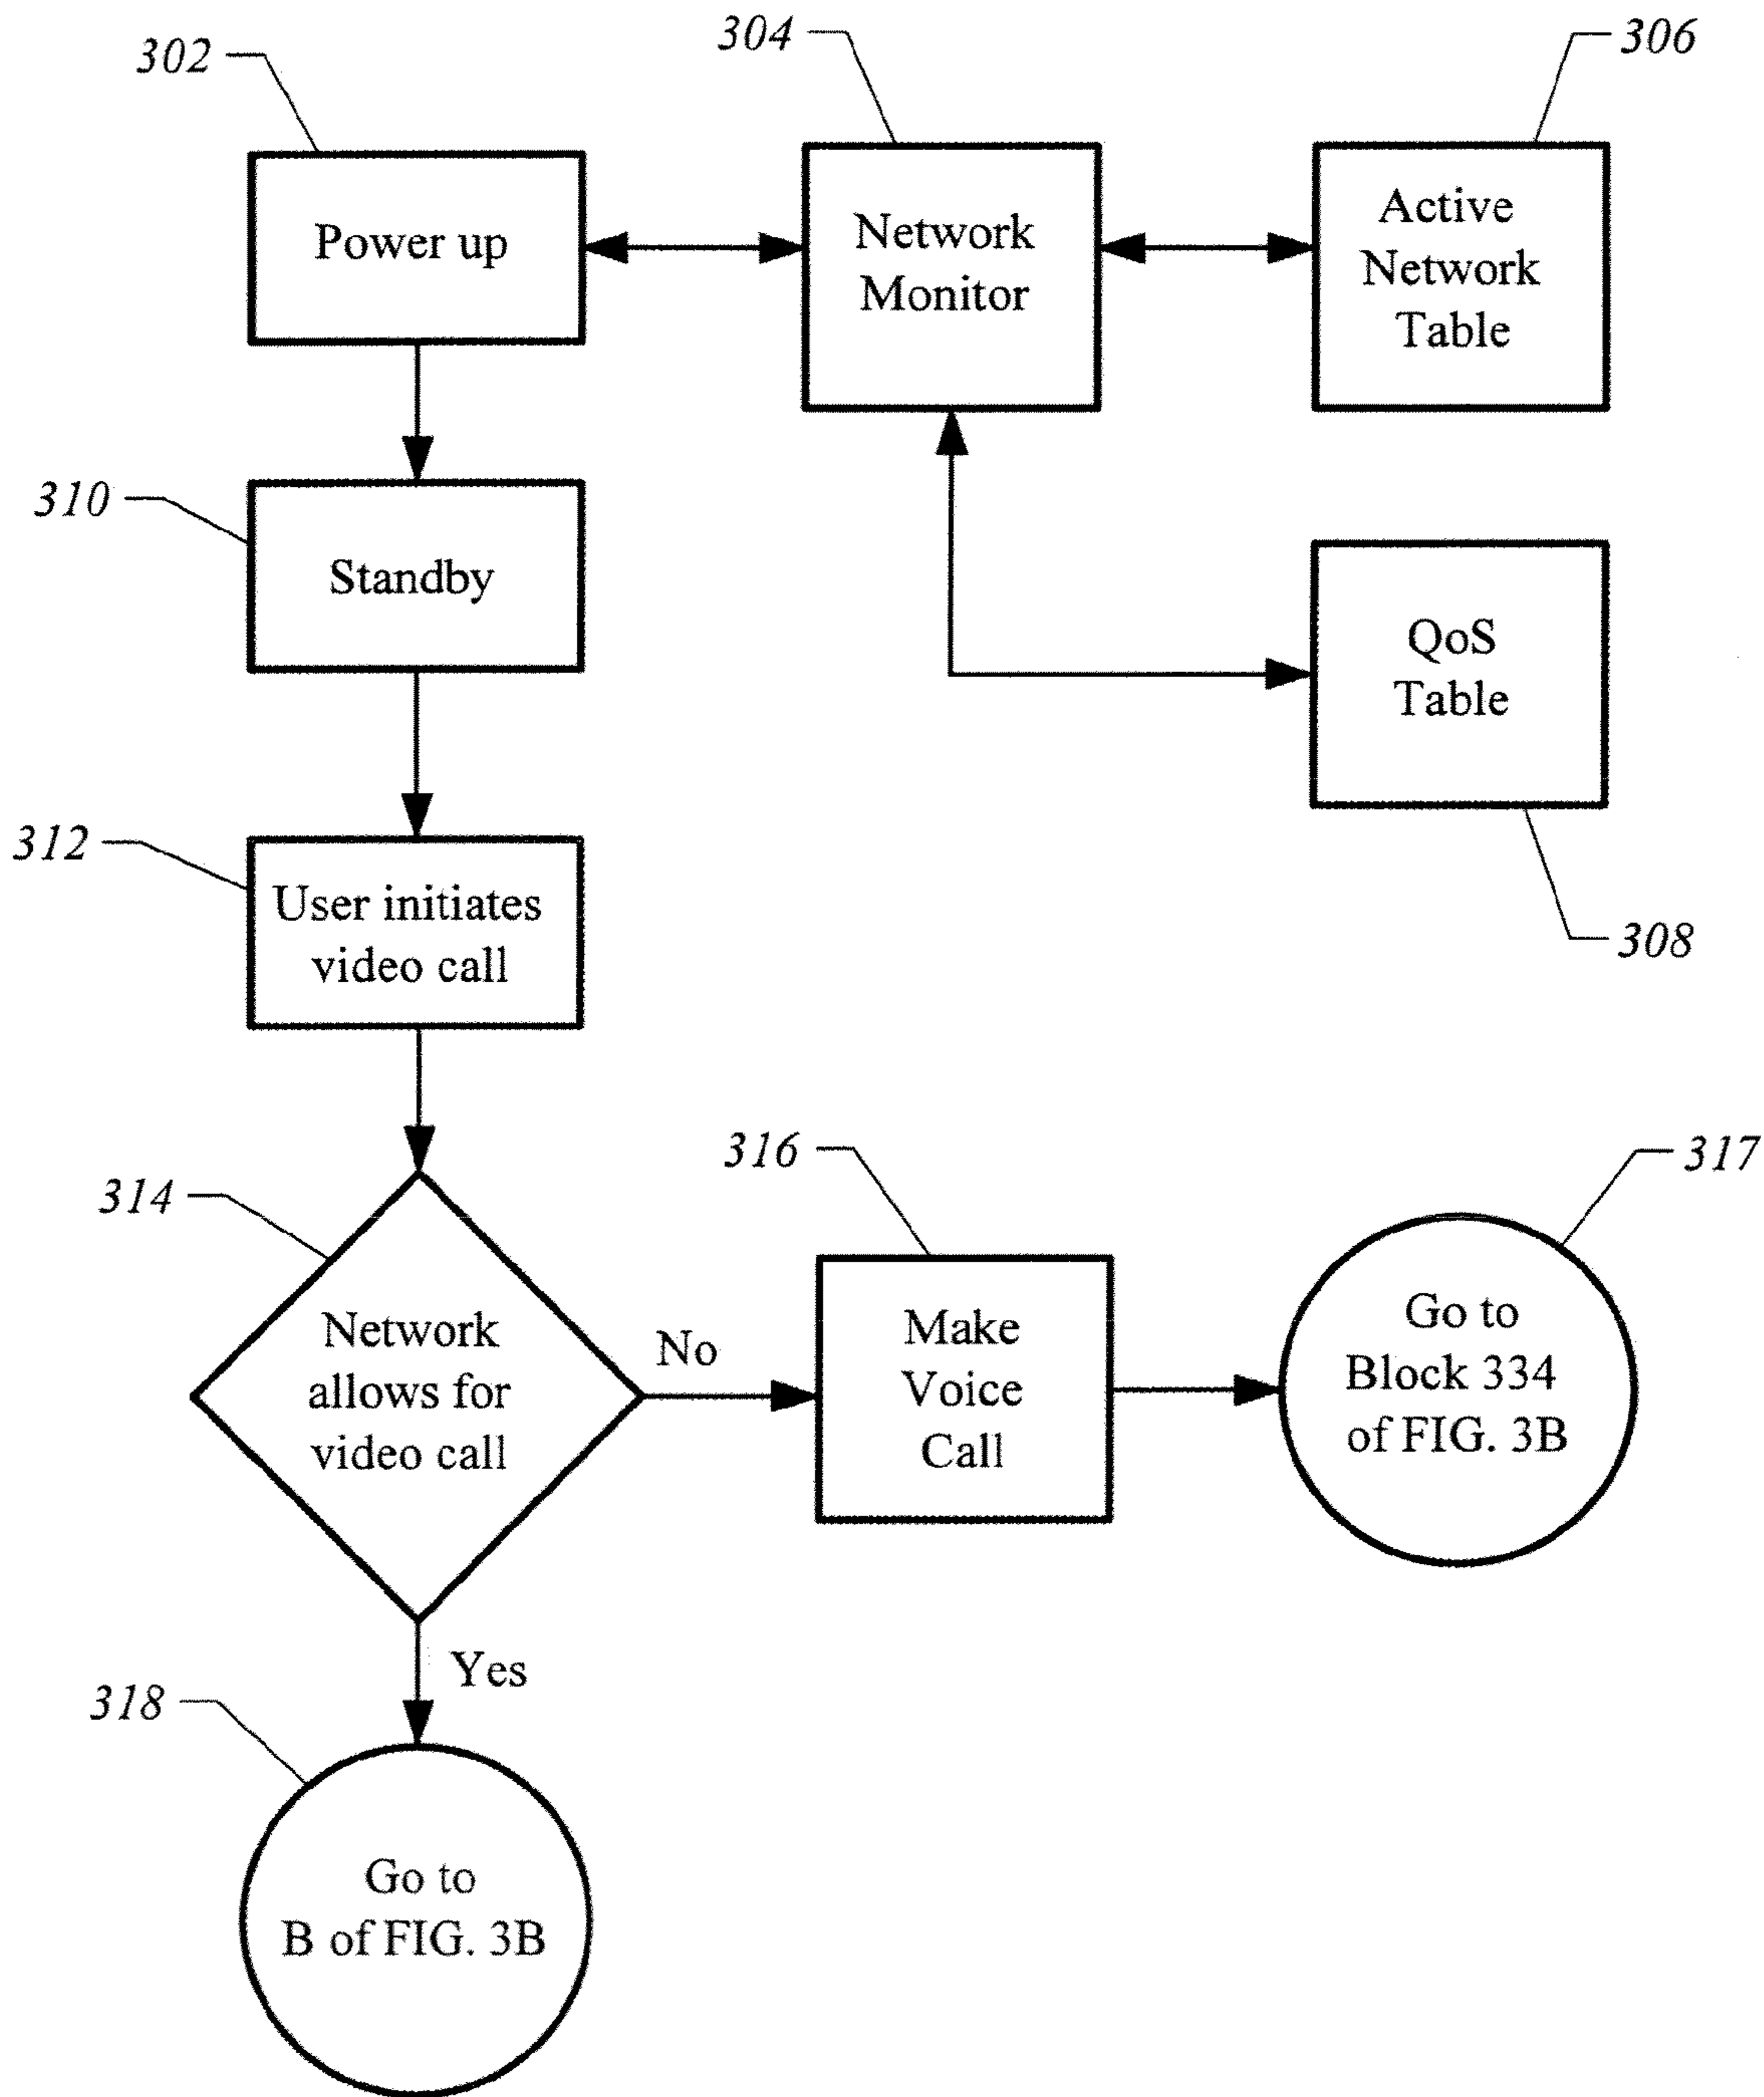 302
304
306
Power up
Network
Monitor
Active
Network
Table
310
Standby
QoS
Table
308
312
User initiates
video call
314
Network
allows for
video call
No
316
Make
Voice
Call
317
Go to
Block 334
of FIG. 3B
Yes
318
Go to
B of FIG. 3B